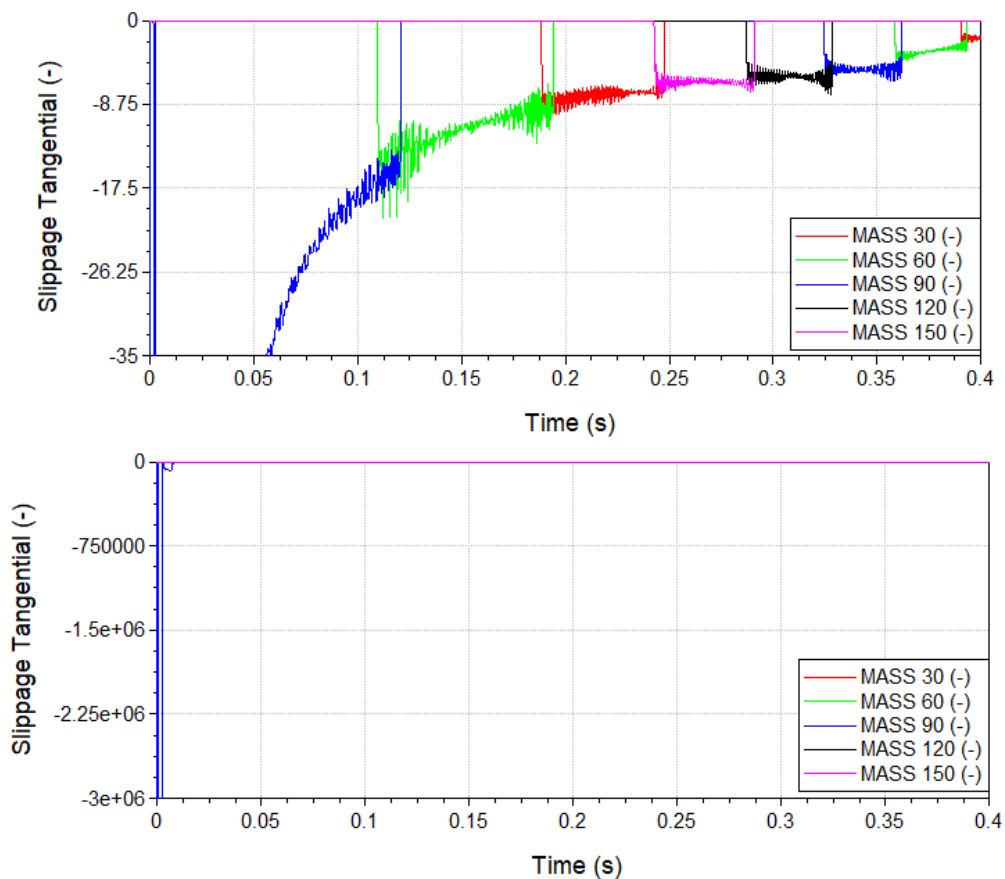 Slippage Tangential (-)
0
-8.75
-17.5
-26.25
-35
MASS 30 (-)
MASS 60 (-)
MASS 90 (-)
MASS 120 (-)
MASS 150 (-)
0 0.05 0.1 0.15 0.2 0.25 0.3 0.35 0.4
Time (s)
Slippage Tangential (-)
0
-750000
-1.5e+06
-2.25e+06
-3e+06
MASS 30 (-)
MASS 60 (-)
MASS 90 (-)
MASS 120 (-)
MASS 150 (-)
0 0.05 0.1 0.15 0.2 0.25 0.3 0.35 0.4
Time (s)